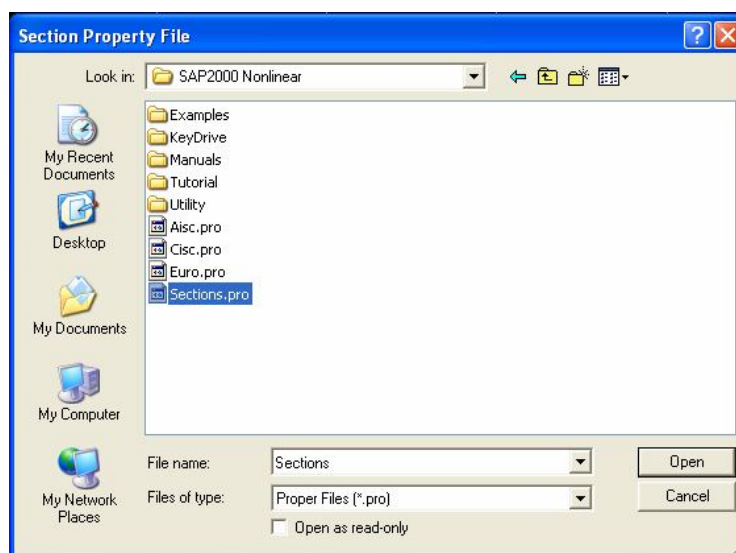 Section Property File
Look in: SAP2000 Nonlinear
My Recent
Documents
Desktop
My Documents
My Computer
My Network
Places
Examples
KeyDrive
Manuals
Tutorial
Utility
Aisc.pro
Cisc.pro
Euro.pro
Sections.pro
File name: Sections Open
Files of type: Proper Files (*.pro) Cancel
Open as read-only